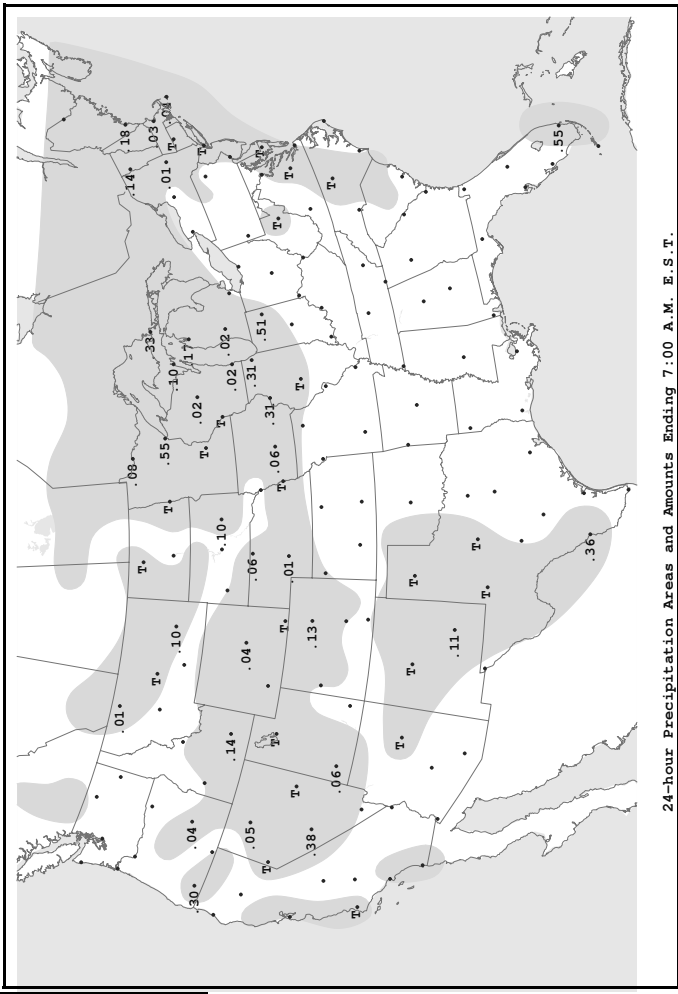 .01
.08
.14
.18
T
.33
.03
T
.55
.01
.04
T
.10
T
.10
.17
.30
.04
.02
T
T
.10
T
.02
.14
.02
.04
.05
.06
.31
.51
T
T
.31
T
.06
T
T
T
.01
T
T
T
.38
.13
T
.06
T
T
T
T
.11
T
T
.55
.36
24-hour Precipitation Areas and Amounts Ending 7:00 A.M. E.S.T.